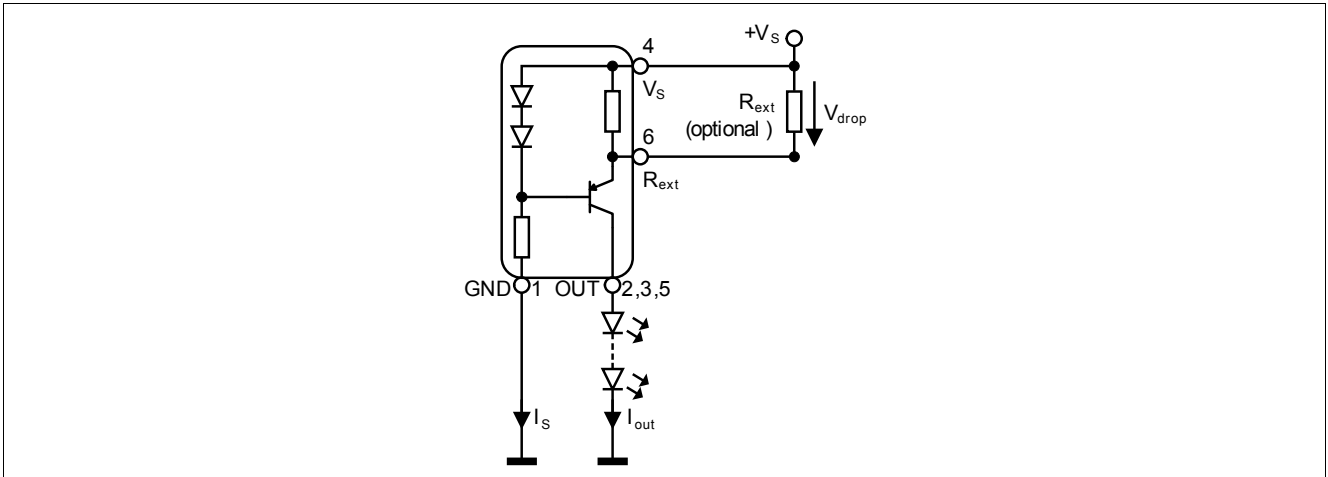 +VS
4
VS
Rext
(optional )
Vdrop
6
Rext
GND 1 OUT 2,3,5
IS
Iout